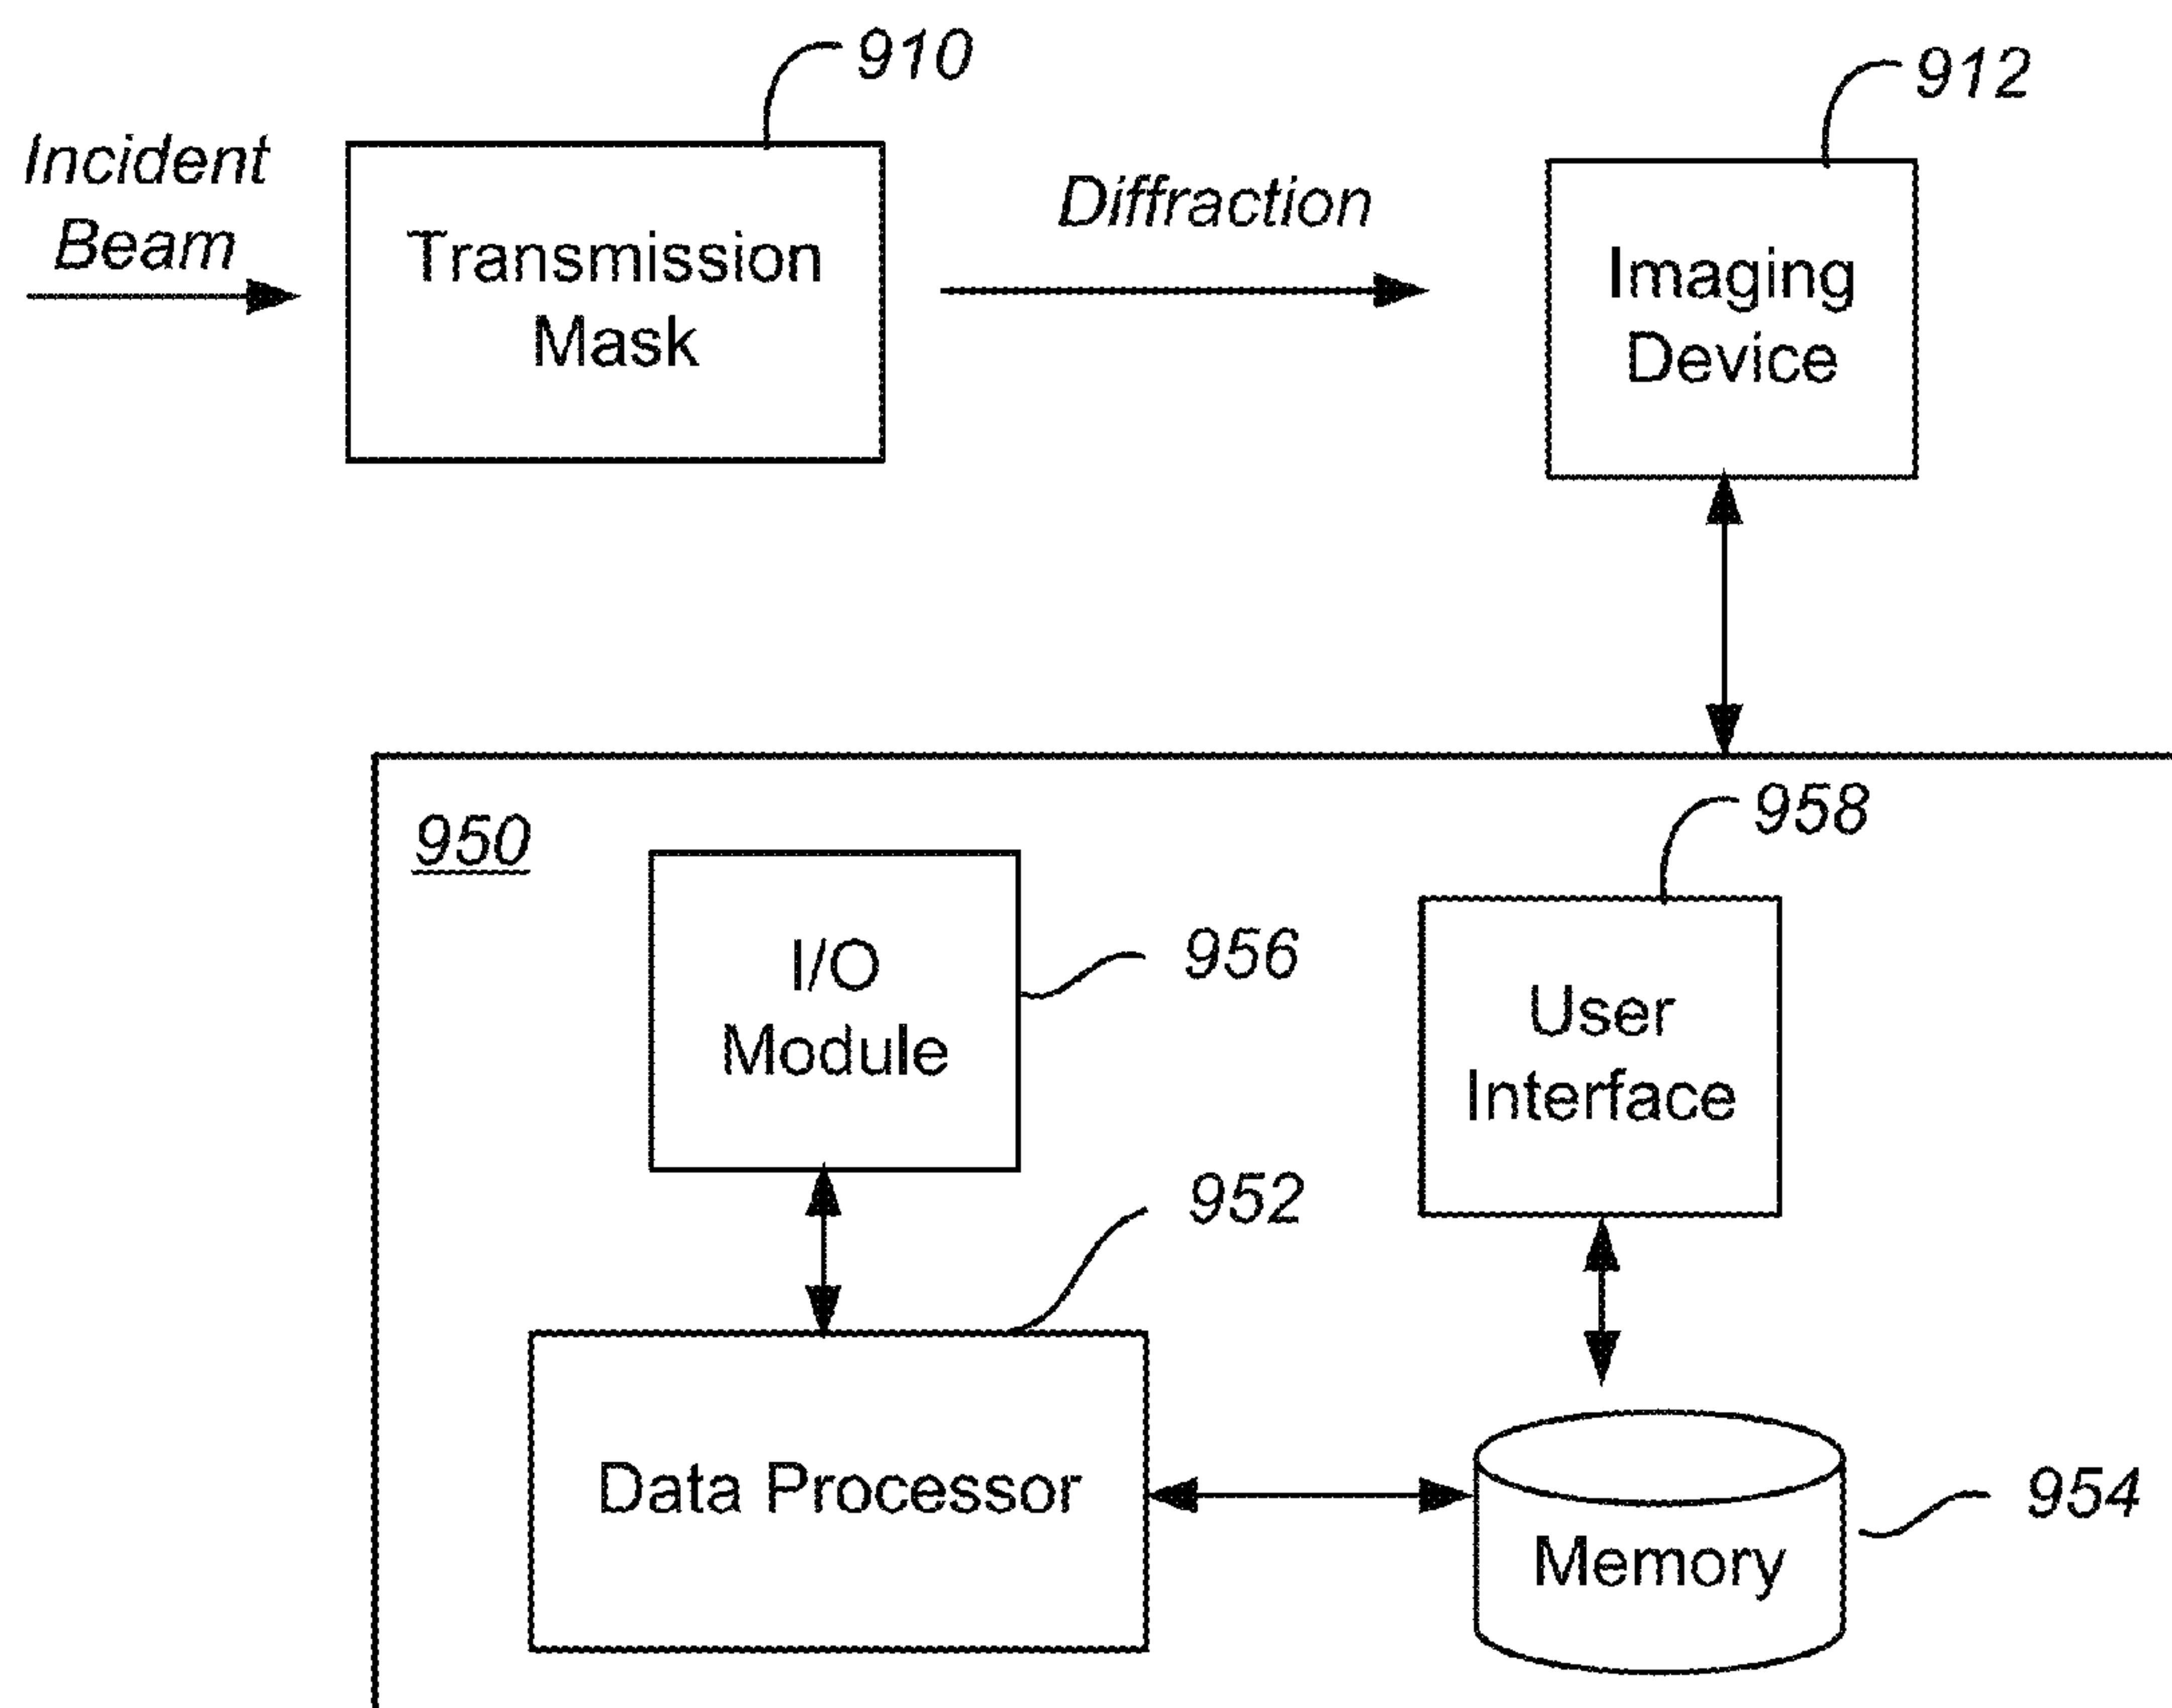 910
912
Incident
Beam
Transmission
Mask
Diffraction
Imaging
Device
950
958
I/O
Module
956
User
Interface
952
Data Processor
Memory
954